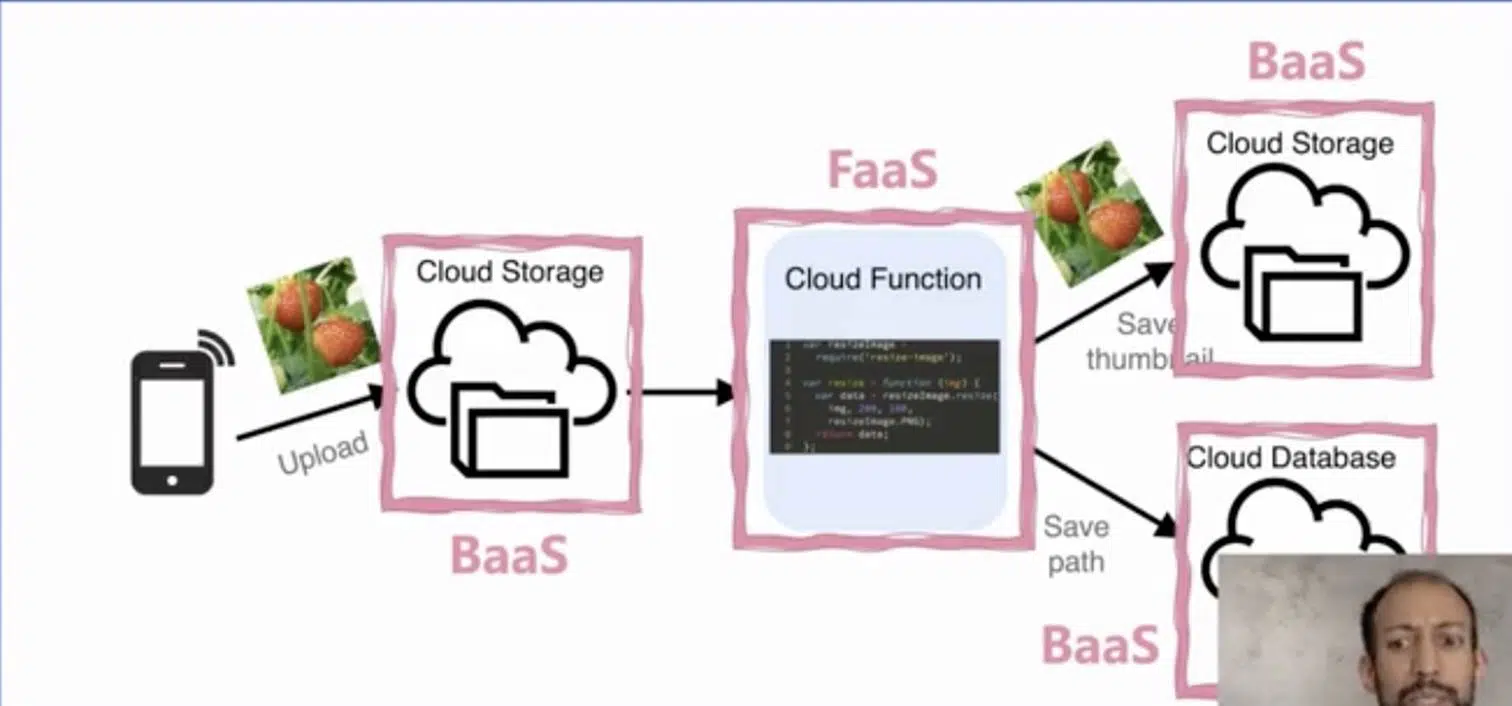 BaaS
Cloud Storage
FaaS
Cloud Function
Cloud Storage
1 var resizeImage =
2 require('resize-image');
3
4 var resize = function (img) {
5 var data = resizeImage.resize(
6 img, 200, 100,
7 resizeImage.PNG);
8 return data;
9 };
Save
thumbnail
Upload
Cloud Database
Save
path
BaaS
BaaS